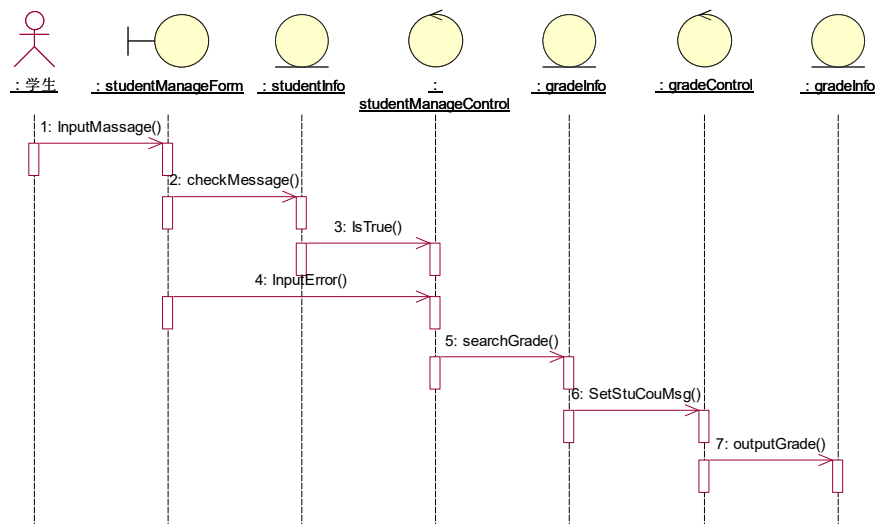 : 学生
: studentManageForm
: studentInfo
:
studentManageControl
: gradeInfo
: gradeControl
: gradeInfo
1: InputMassage()
2: checkMessage()
3: IsTrue()
4: InputError()
5: searchGrade()
6: SetStuCouMsg()
7: outputGrade()